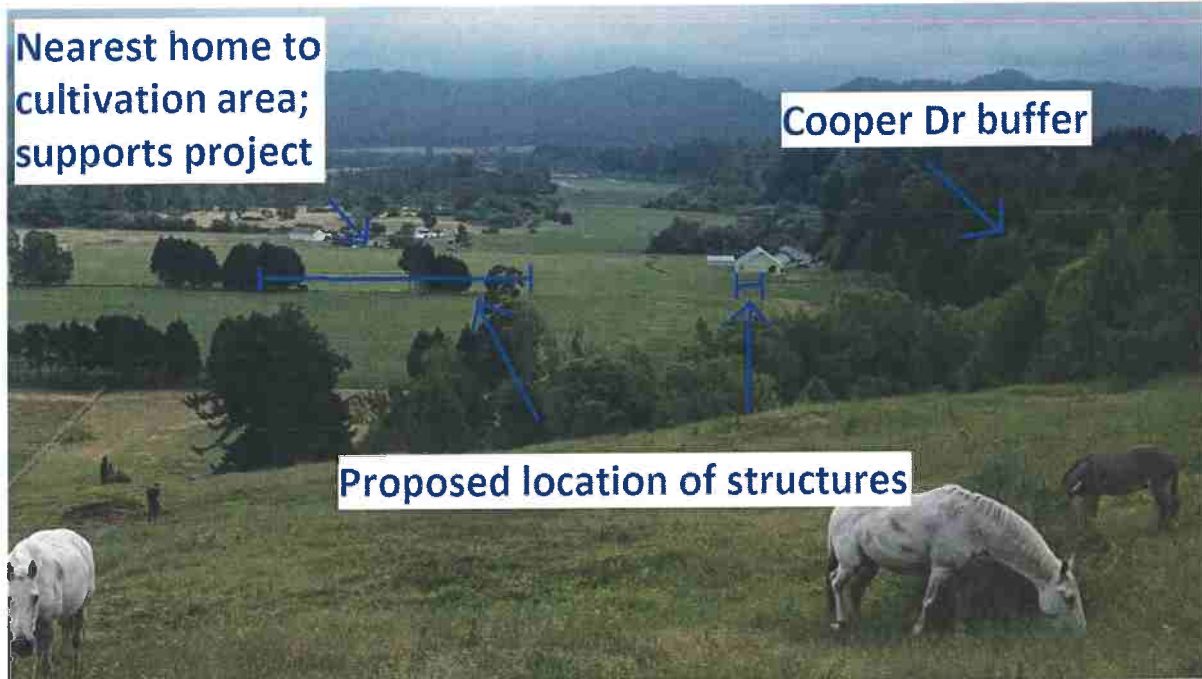 Nearest home to
cultivation area;
supports project
Cooper Dr buffer
Proposed location of structures